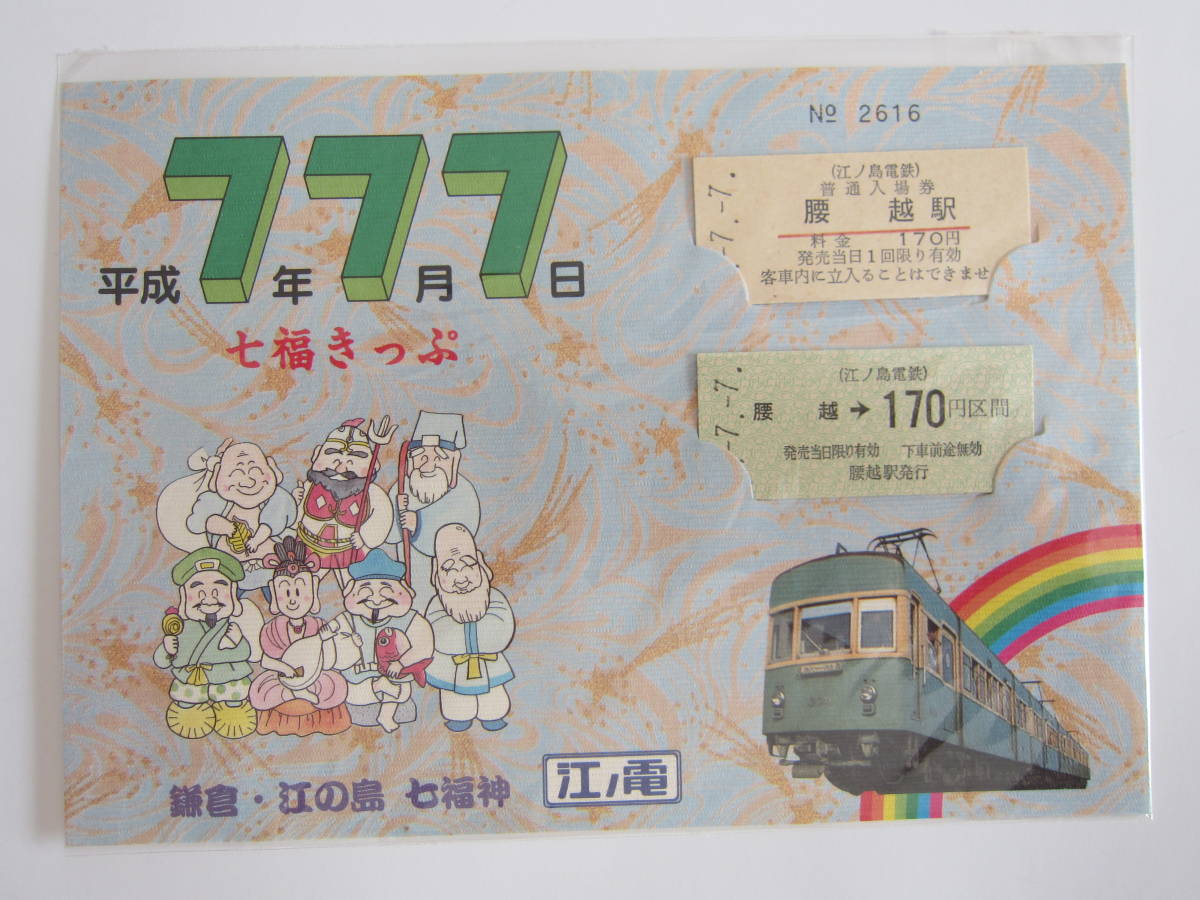 平成7年7月7日
七福きっぷ
鎌倉・江の島 七福神
江ノ電
№ 2616
(江ノ島電鉄)
普通入場券
腰 越駅
料金 170円
発売当日1回限り有効
客車内に立入ることはできませ
7.-7.
(江ノ島電鉄)
腰 越 → 170円区間
発売当日限り有効 下車前途無効
腰越駅発行
.7.-7.